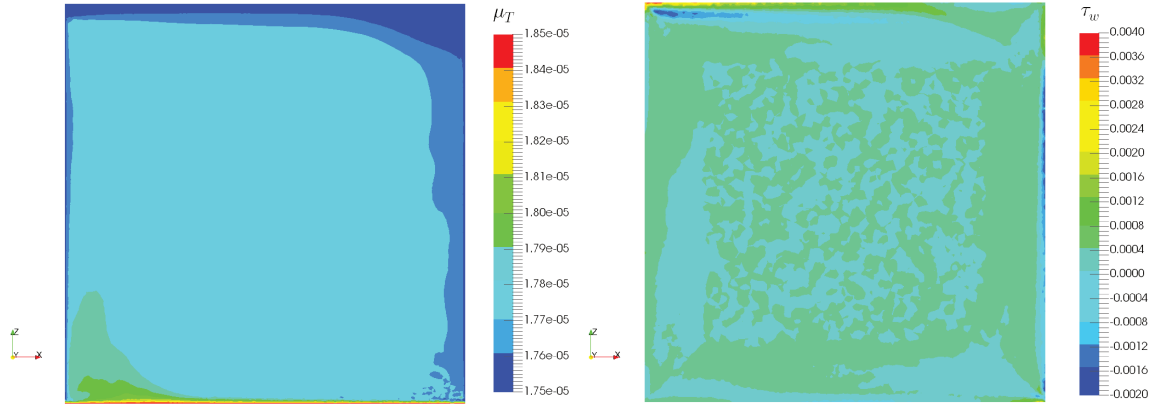 μ_T
1.85e-05
1.84e-05
1.83e-05
1.82e-05
1.81e-05
1.80e-05
1.79e-05
1.78e-05
1.77e-05
1.76e-05
1.75e-05
Z
Y
X
τ_w
0.0040
0.0036
0.0032
0.0028
0.0024
0.0020
0.0016
0.0012
0.0008
0.0004
0.0000
-0.0004
-0.0008
-0.0012
-0.0016
-0.0020
Z
Y
X